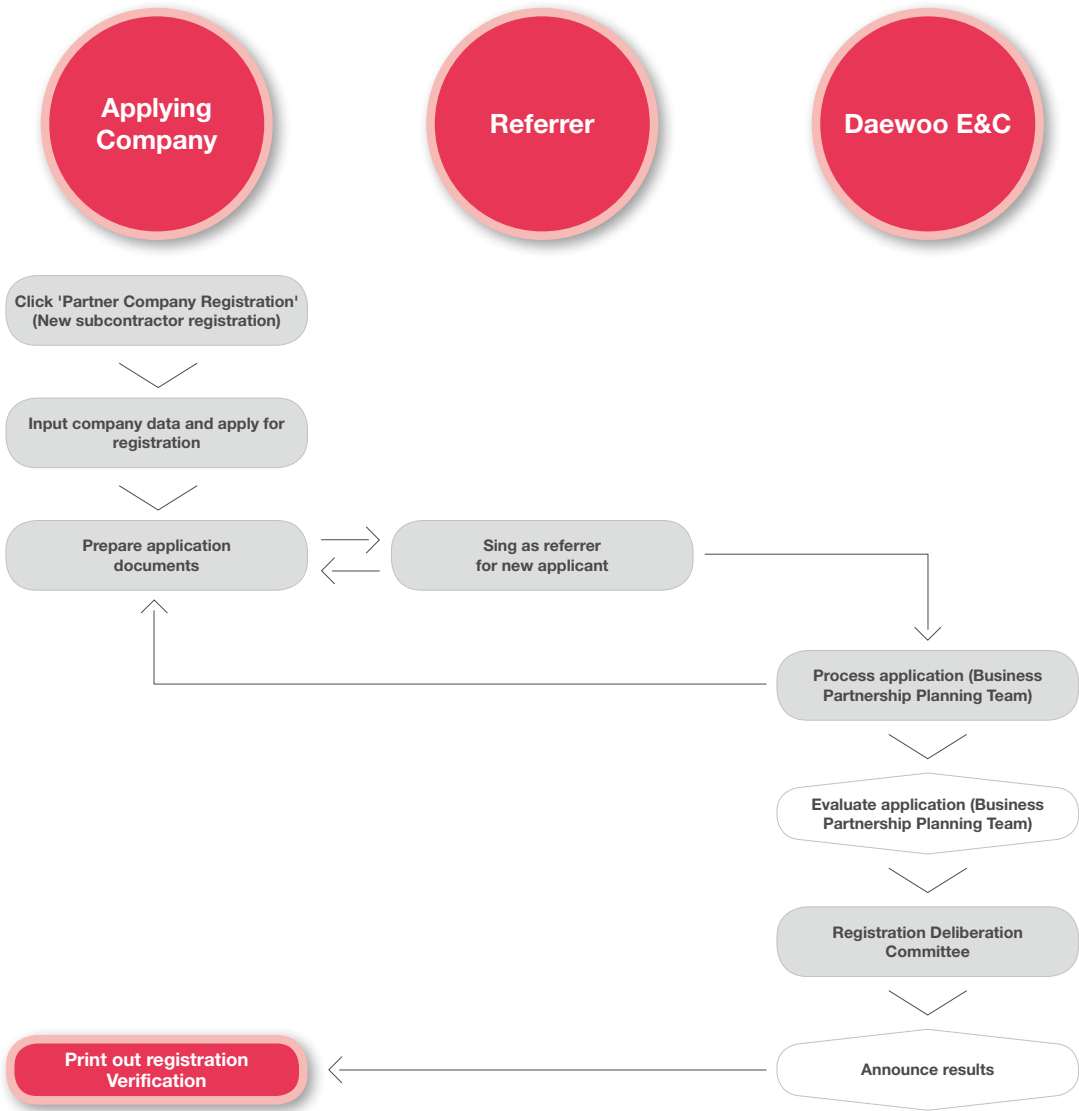 Applying
Company
Referrer
Daewoo E&C
Click 'Partner Company Registration'
(New subcontractor registration)
Input company data and apply for
registration
Prepare application
documents
Sing as referrer
for new applicant
Process application (Business
Partnership Planning Team)
Evaluate application (Business
Partnership Planning Team)
Registration Deliberation
Committee
Print out registration
Verification
Announce results